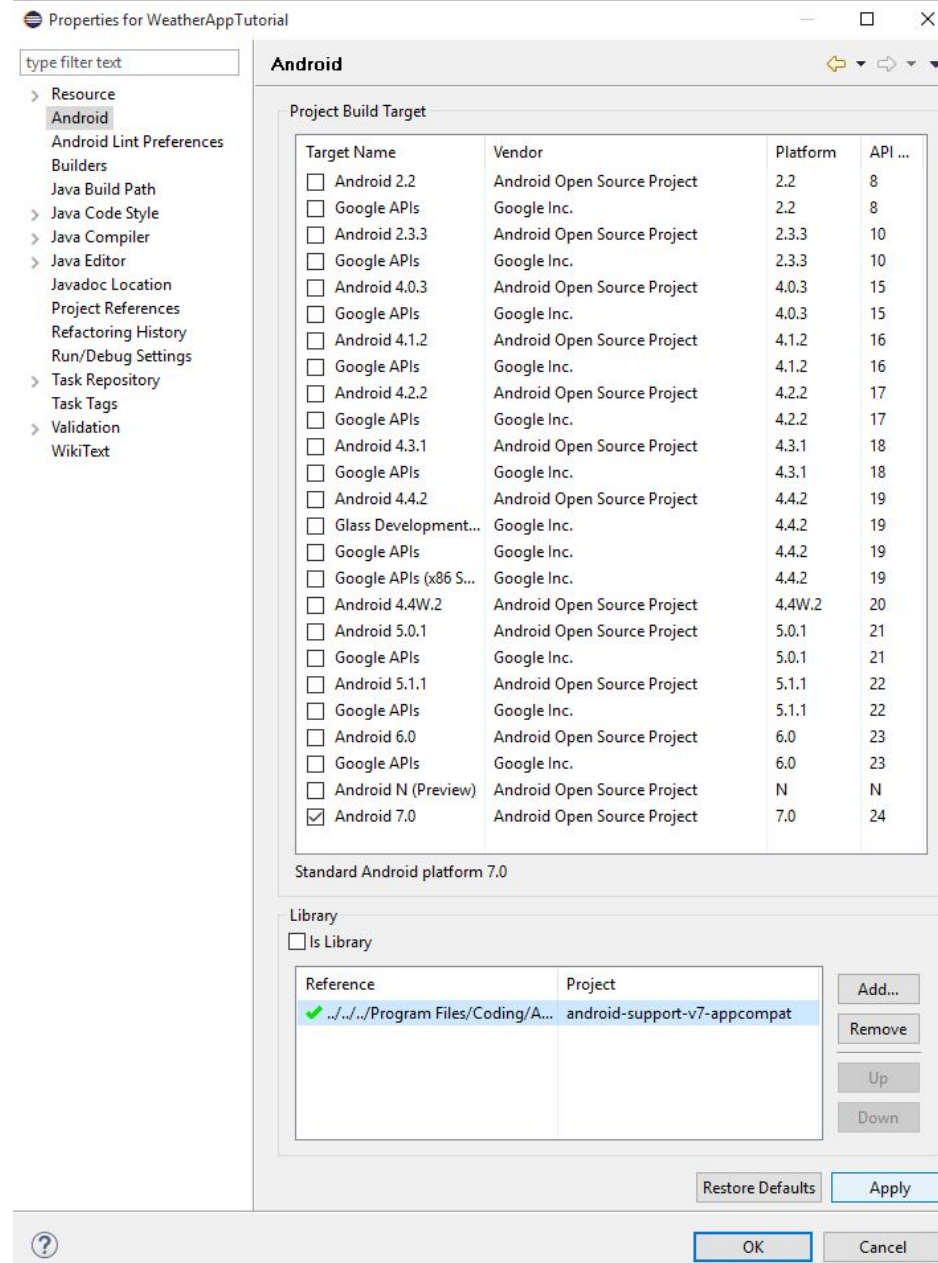 Properties for WeatherAppTutorial
type filter text
Resource
Android
Android Lint Preferences
Builders
Java Build Path
Java Code Style
Java Compiler
Java Editor
Javadoc Location
Project References
Refactoring History
Run/Debug Settings
Task Repository
Task Tags
Validation
WikiText
Android
Project Build Target
Target Name Vendor Platform API ...
Android 2.2 Android Open Source Project 2.2 8
Google APIs Google Inc. 2.2 8
Android 2.3.3 Android Open Source Project 2.3.3 10
Google APIs Google Inc. 2.3.3 10
Android 4.0.3 Android Open Source Project 4.0.3 15
Google APIs Google Inc. 4.0.3 15
Android 4.1.2 Android Open Source Project 4.1.2 16
Google APIs Google Inc. 4.1.2 16
Android 4.2.2 Android Open Source Project 4.2.2 17
Google APIs Google Inc. 4.2.2 17
Android 4.3.1 Android Open Source Project 4.3.1 18
Google APIs Google Inc. 4.3.1 18
Android 4.4.2 Android Open Source Project 4.4.2 19
Glass Development... Google Inc. 4.4.2 19
Google APIs Google Inc. 4.4.2 19
Google APIs (x86 S... Google Inc. 4.4.2 19
Android 4.4W.2 Android Open Source Project 4.4W.2 20
Android 5.0.1 Android Open Source Project 5.0.1 21
Google APIs Google Inc. 5.0.1 21
Android 5.1.1 Android Open Source Project 5.1.1 22
Google APIs Google Inc. 5.1.1 22
Android 6.0 Android Open Source Project 6.0 23
Google APIs Google Inc. 6.0 23
Android N (Preview) Android Open Source Project N N
Android 7.0 Android Open Source Project 7.0 24
Standard Android platform 7.0
Library
Is Library
Reference Project
../../../Program Files/Coding/A... android-support-v7-appcompat
Add...
Remove
Up
Down
Restore Defaults Apply
? OK Cancel